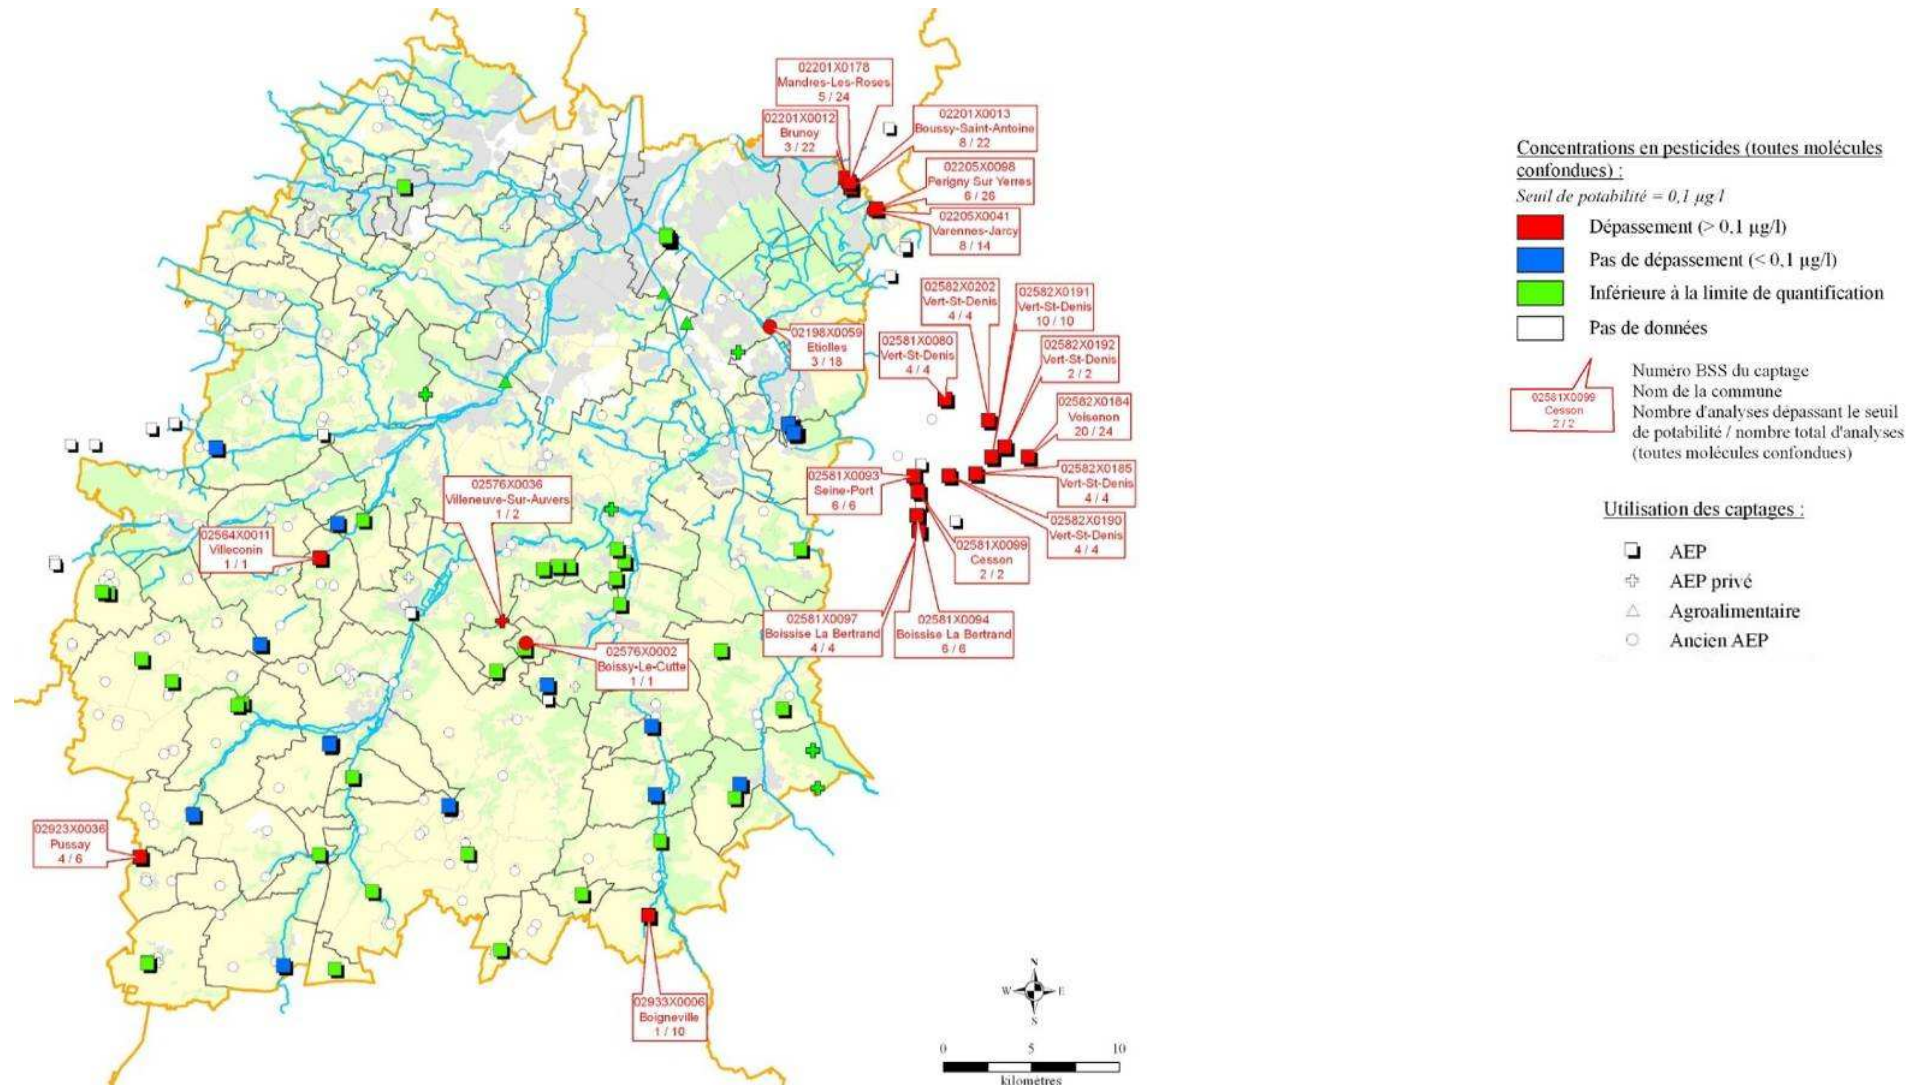 02201X0178
Mandres-Les-Roses
5 / 24
02201X0012
Brunoy
3 / 22
02201X0013
Boussy-Saint-Antoine
8 / 22
02205X0098
Perigny Sur Yerres
6 / 26
02205X0041
Varennes-Jarcy
8 / 14
02582X0202
Vert-St-Denis
4 / 4
02582X0191
Vert-St-Denis
10 / 10
02198X0059
Etiolles
3 / 18
02581X0080
Vert-St-Denis
4 / 4
02582X0192
Vert-St-Denis
2 / 2
02582X0184
Voisenon
20 / 24
02581X0093
Seine-Port
6 / 6
02582X0185
Vert-St-Denis
4 / 4
02582X0190
Vert-St-Denis
4 / 4
02576X0036
Villeneuve-Sur-Auvers
1 / 2
02564X0011
Villeconin
1 / 1
02581X0099
Cesson
2 / 2
02581X0097
Boissise La Bertrand
4 / 4
02581X0094
Boissise La Bertrand
6 / 6
02576X0002
Boissy-Le-Cutte
1 / 1
02923X0036
Pussay
4 / 6
02933X0006
Boigneville
1 / 10
N
W E
S
0 5 10
kilomètres
Concentrations en pesticides (toutes molécules
confondues) :
Seuil de potabilité = 0,1 µg/l
Dépassement (> 0,1 µg/l)
Pas de dépassement (< 0,1 µg/l)
Inférieure à la limite de quantification
Pas de données
02581X0099
Cesson
2 / 2
Numéro BSS du captage
Nom de la commune
Nombre d'analyses dépassant le seuil
de potabilité / nombre total d'analyses
(toutes molécules confondues)
Utilisation des captages :
AEP
AEP privé
Agroalimentaire
Ancien AEP